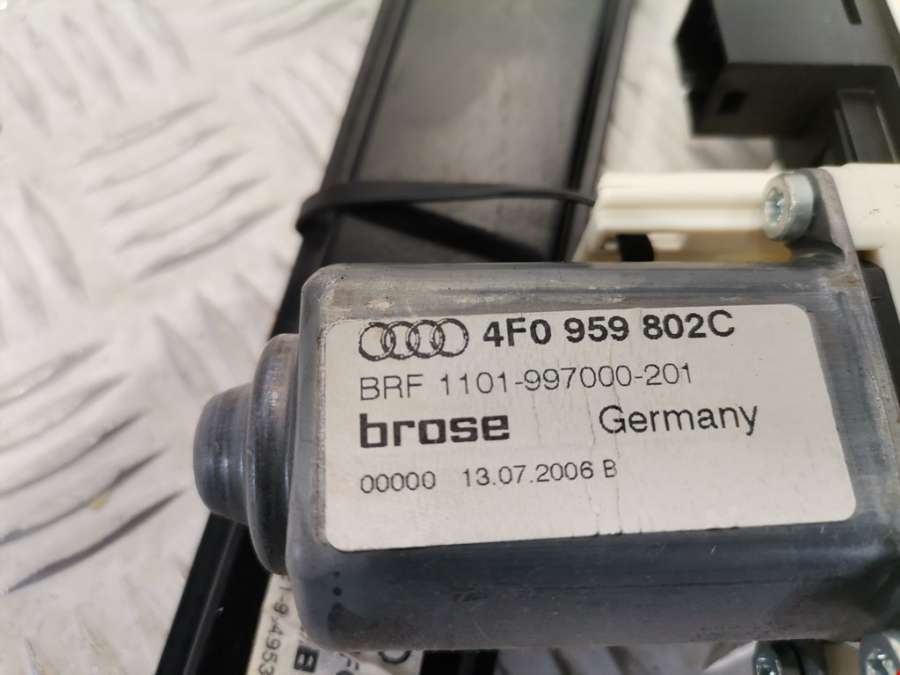 4F0 959 802C
BRF 1101-997000-201
brose Germany
00000 13.07.2006 B